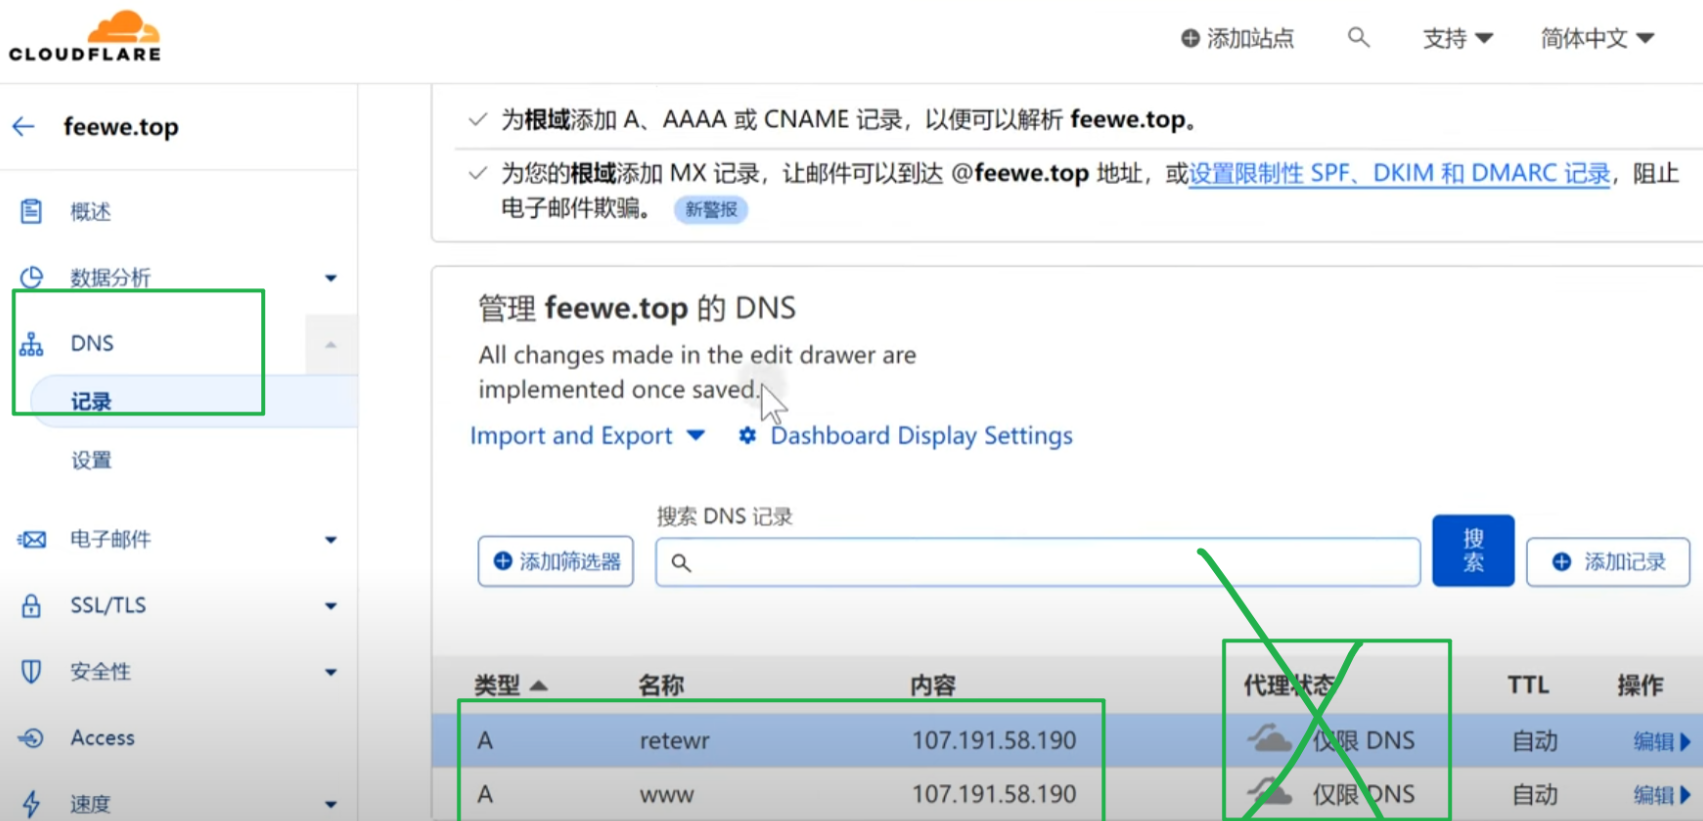 CLOUDFLARE
添加站点
支持
简体中文
feewe.top
概述
数据分析
DNS
记录
设置
电子邮件
SSL/TLS
安全性
Access
速度
为根域添加 A、AAAA 或 CNAME 记录，以便可以解析 feewe.top。
为您的根域添加 MX 记录，让邮件可以到达 @feewe.top 地址，或设置限制性 SPF、DKIM 和 DMARC 记录，阻止
电子邮件欺骗。 新警报
管理 feewe.top 的 DNS
All changes made in the edit drawer are
implemented once saved.
Import and Export Dashboard Display Settings
搜索 DNS 记录
添加筛选器
搜
索
添加记录
类型 名称 内容 代理状态 TTL 操作
A retewr 107.191.58.190 仅限 DNS 自动 编辑
A www 107.191.58.190 仅限 DNS 自动 编辑